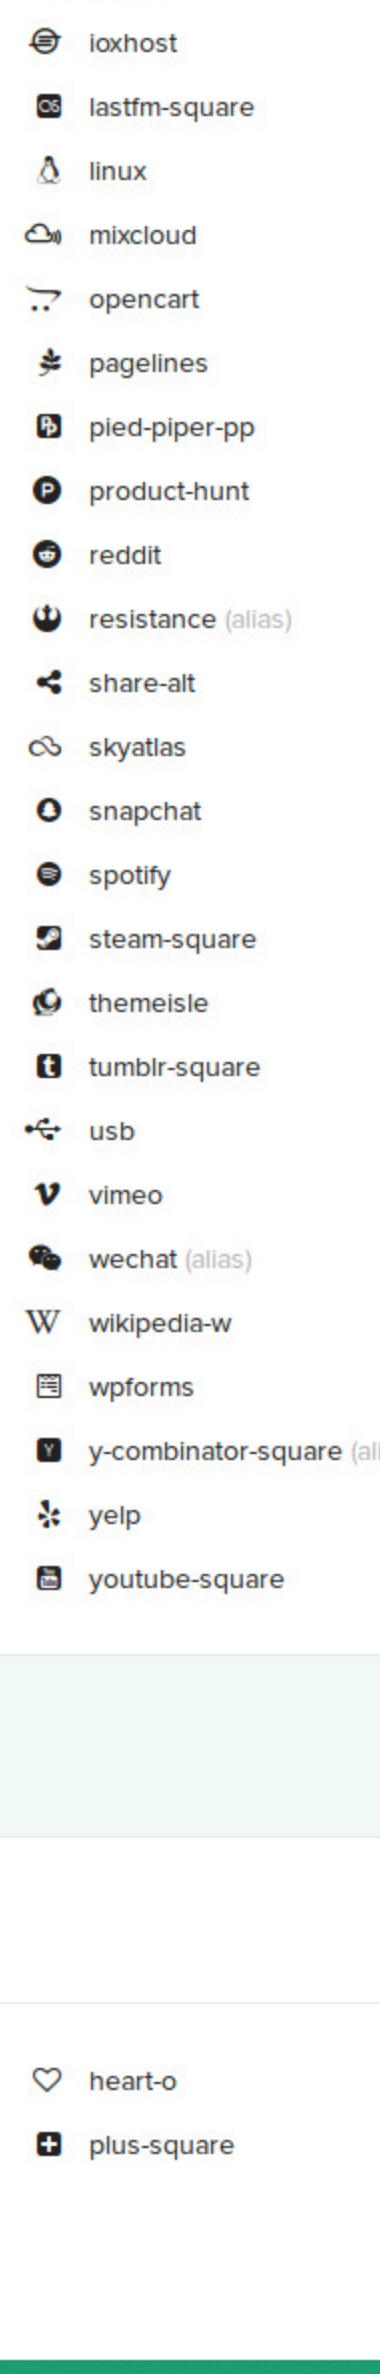 ioxhost
lastfm-square
linux
mixcloud
opencart
pagelines
pied-piper-pp
product-hunt
reddit
resistance (alias)
share-alt
skyatlas
snapchat
spotify
steam-square
themeisle
tumblr-square
usb
vimeo
wechat (alias)
wikipedia-w
wpforms
y-combinator-square (ali
yelp
youtube-square
heart-o
plus-square